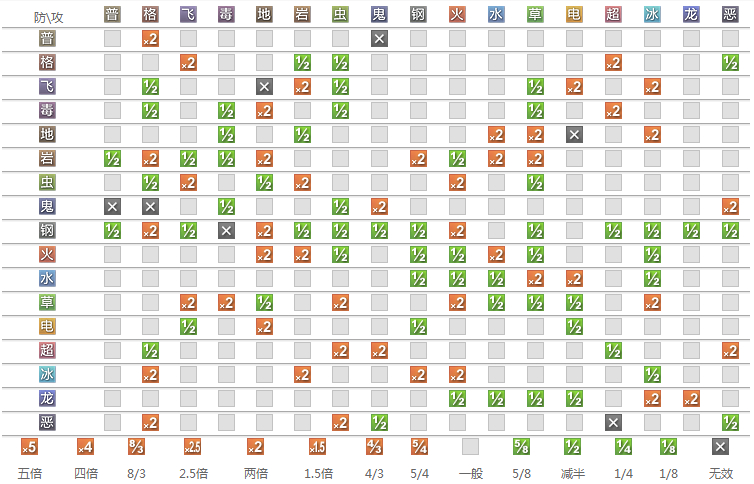 防\攻 普 格 飞 毒 地 岩 虫 鬼 钢 火 水 草 电 超 冰 龙 恶
普 ×2 ×
格 ×2 ½ ½ ×2 ½
飞 ½ × ×2 ½ ½ ×2 ×2
毒 ½ ½ ×2 ½ ½ ×2
地 ½ ½ ×2 ×2 × ×2
岩 ½ ×2 ½ ½ ×2 ×2 ½ ×2 ×2
虫 ½ ×2 ½ ×2 ×2 ½
鬼 × × ½ ½ ×2 ×2
钢 ½ ×2 ½ × ×2 ½ ½ ½ ½ ×2 ½ ½ ½ ½ ½
火 ×2 ×2 ½ ½ ½ ×2 ½ ½
水 ½ ½ ½ ×2 ×2 ½
草 ×2 ×2 ½ ×2 ×2 ½ ½ ½ ×2
电 ½ ×2 ½ ½
超 ½ ×2 ×2 ½ ×2
冰 ×2 ×2 ×2 ×2 ½
龙 ½ ½ ½ ½ ×2 ×2
恶 ×2 ×2 ½ × ½
×5 ×4 8/3 ×2.5 ×2 ×1.5 4/3 5/4 5/8 ½ ¼ ⅛ ×
五倍 四倍 8/3 2.5倍 两倍 1.5倍 4/3 5/4 一般 5/8 减半 1/4 1/8 无效